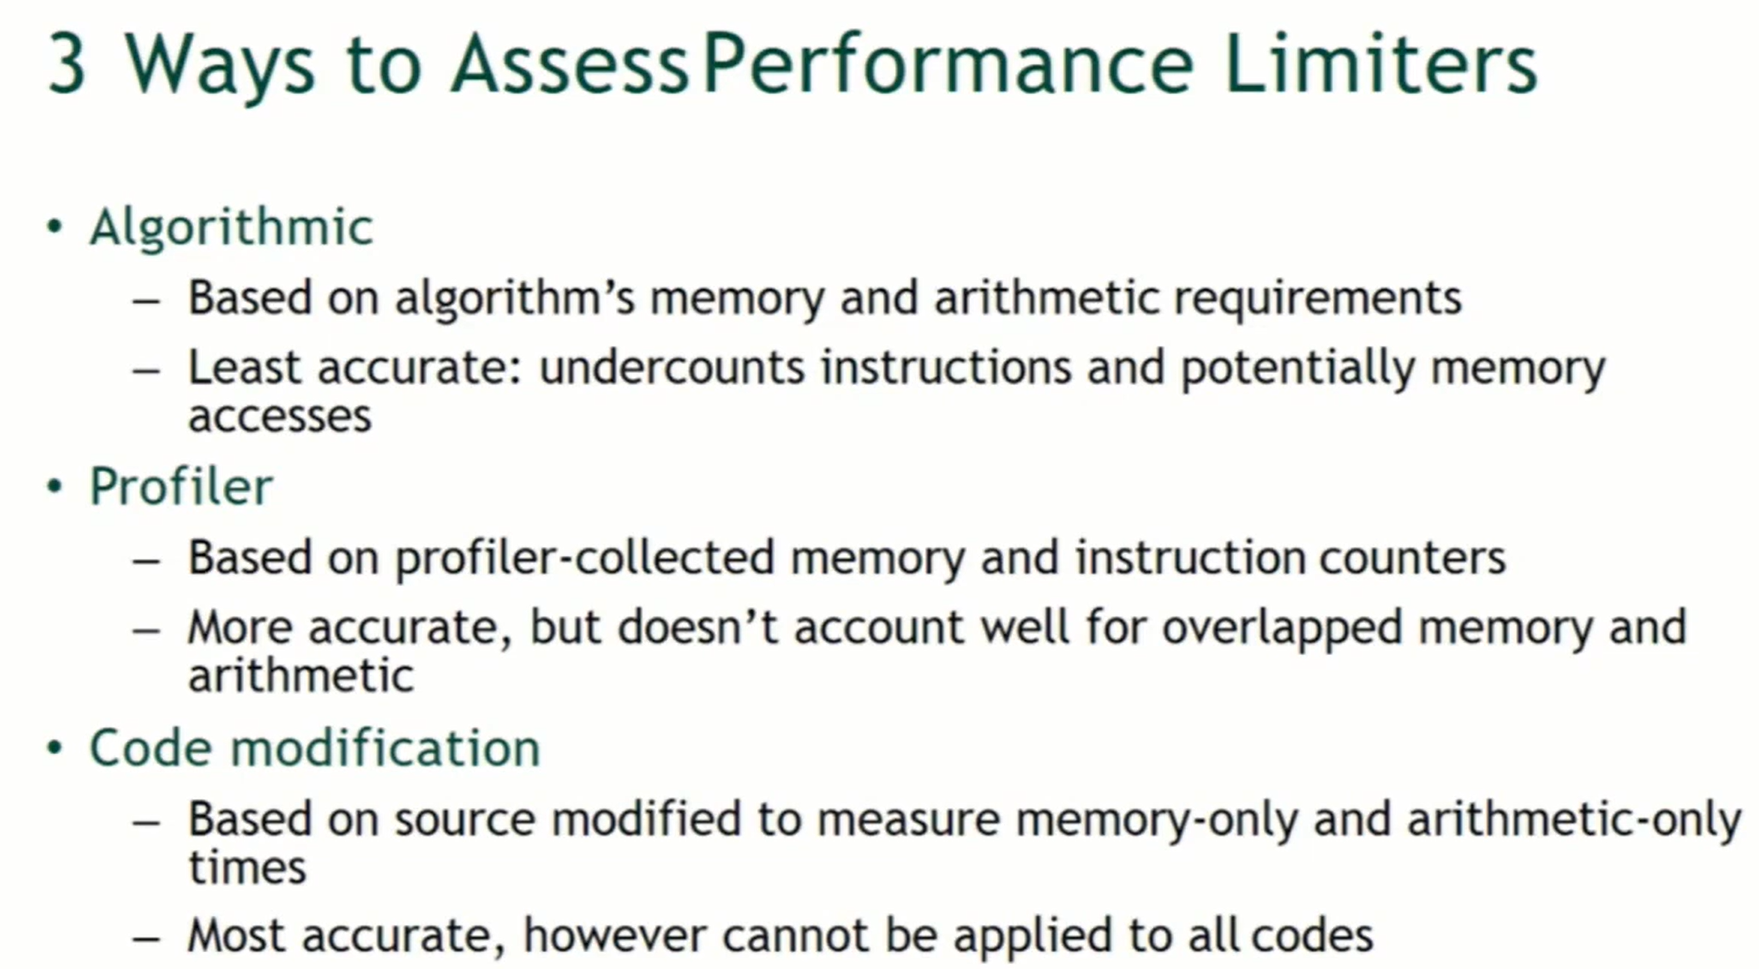 3 Ways to Assess Performance Limiters
• Algorithmic
– Based on algorithm’s memory and arithmetic requirements
– Least accurate: undercounts instructions and potentially memory
accesses
• Profiler
– Based on profiler-collected memory and instruction counters
– More accurate, but doesn’t account well for overlapped memory and
arithmetic
• Code modification
– Based on source modified to measure memory-only and arithmetic-only
times
– Most accurate, however cannot be applied to all codes